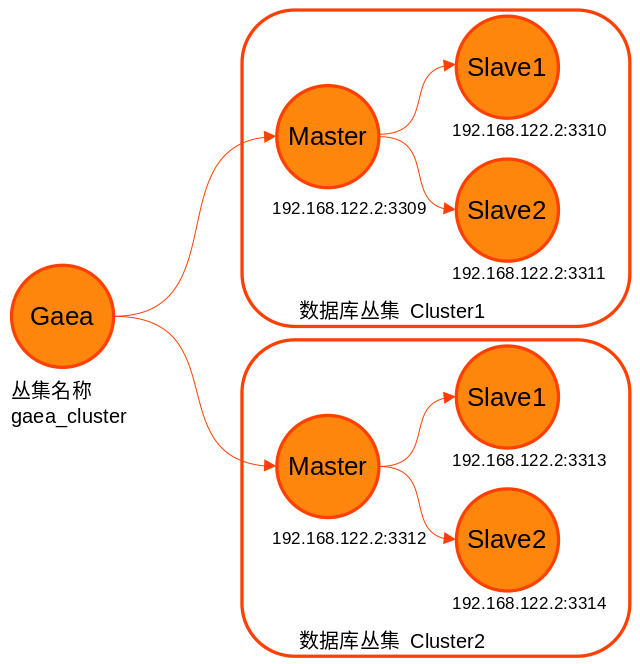 Gaea
丛集名称
gaea_cluster
Master
192.168.122.2:3309
Slave1
192.168.122.2:3310
Slave2
192.168.122.2:3311
数据库丛集 Cluster1
Master
192.168.122.2:3312
Slave1
192.168.122.2:3313
Slave2
192.168.122.2:3314
数据库丛集 Cluster2